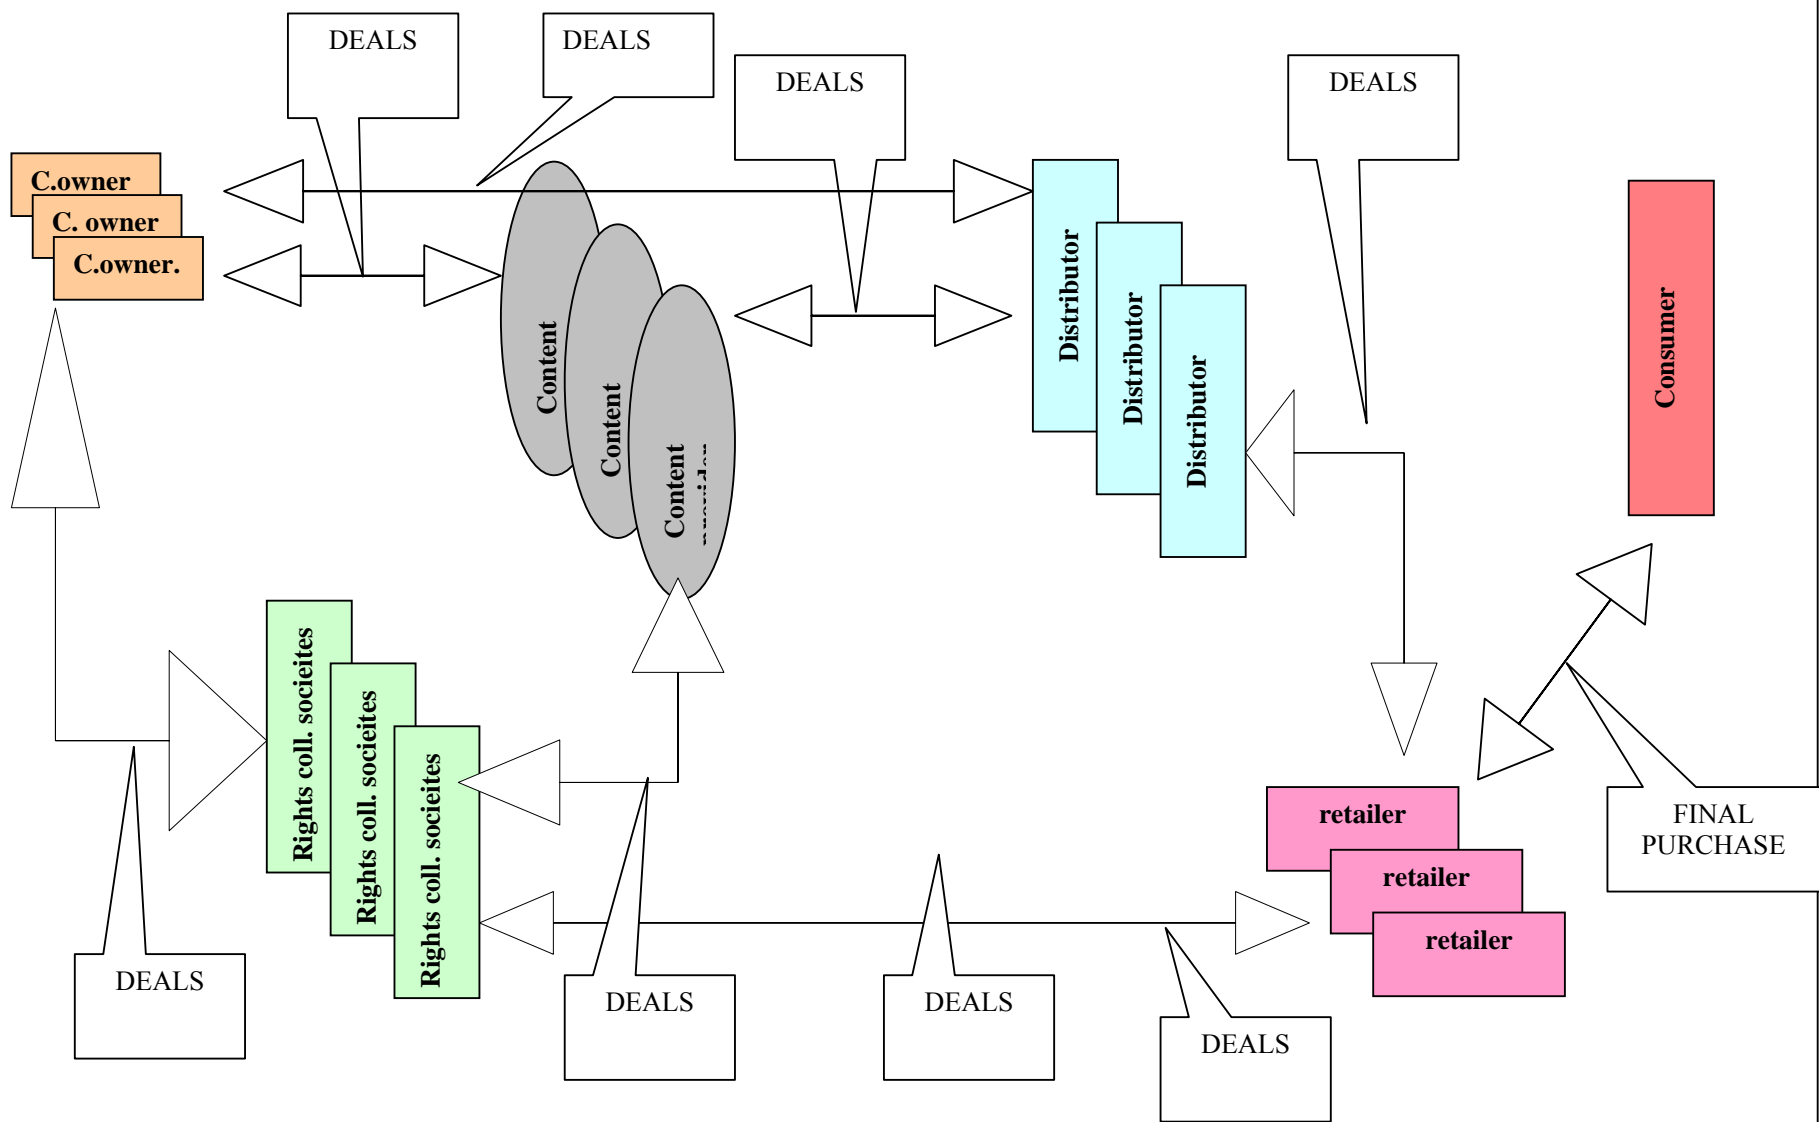 DEALS
DEALS
DEALS
DEALS
C.owner
C. owner
C.owner.
Content
Content
Content
Distributor
Distributor
Distributor
Consumer
Rights coll. socieites
Rights coll. socieites
Rights coll. socieites
retailer
retailer
retailer
FINAL
PURCHASE
DEALS
DEALS
DEALS
DEALS